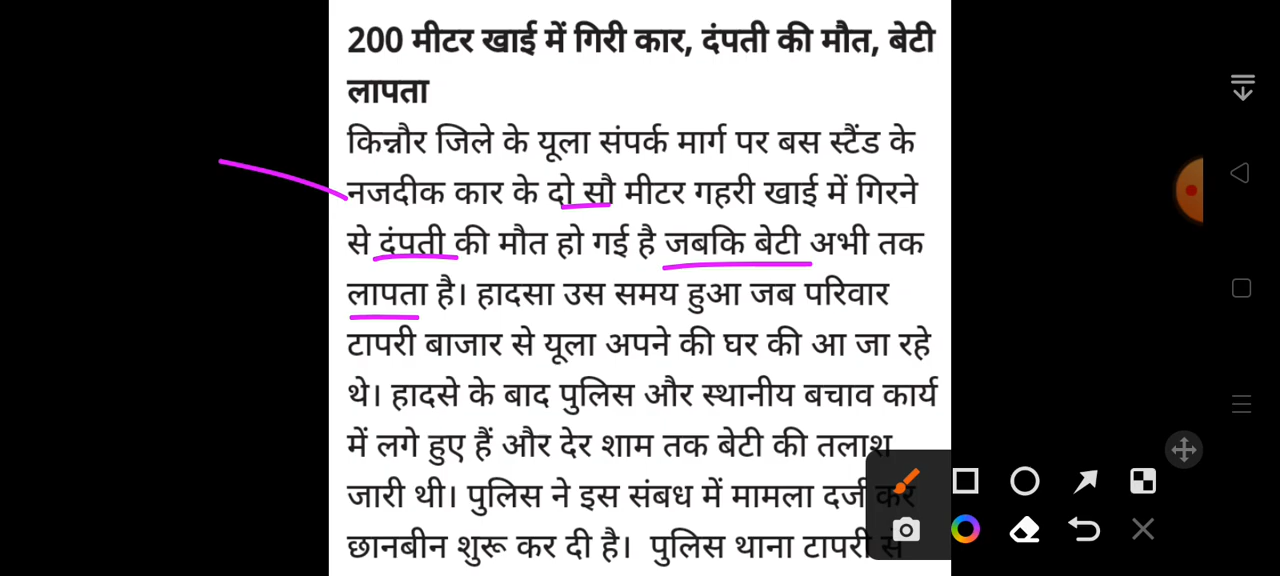 200 मीटर खाई में गिरी कार, दंपती की मौत, बेटी
लापता
किन्नौर जिले के यूला संपर्क मार्ग पर बस स्टैंड के
नजदीक कार के दो सौ मीटर गहरी खाई में गिरने
से दंपती की मौत हो गई है जबकि बेटी अभी तक
लापता है। हादसा उस समय हुआ जब परिवार
टापरी बाजार से यूला अपने की घर की आ जा रहे
थे। हादसे के बाद पुलिस और स्थानीय बचाव कार्य
में लगे हुए हैं और देर शाम तक बेटी की तलाश
जारी थी। पुलिस ने इस संबध में मामला दर्ज कर
छानबीन शुरू कर दी है। पुलिस थाना टापरी से